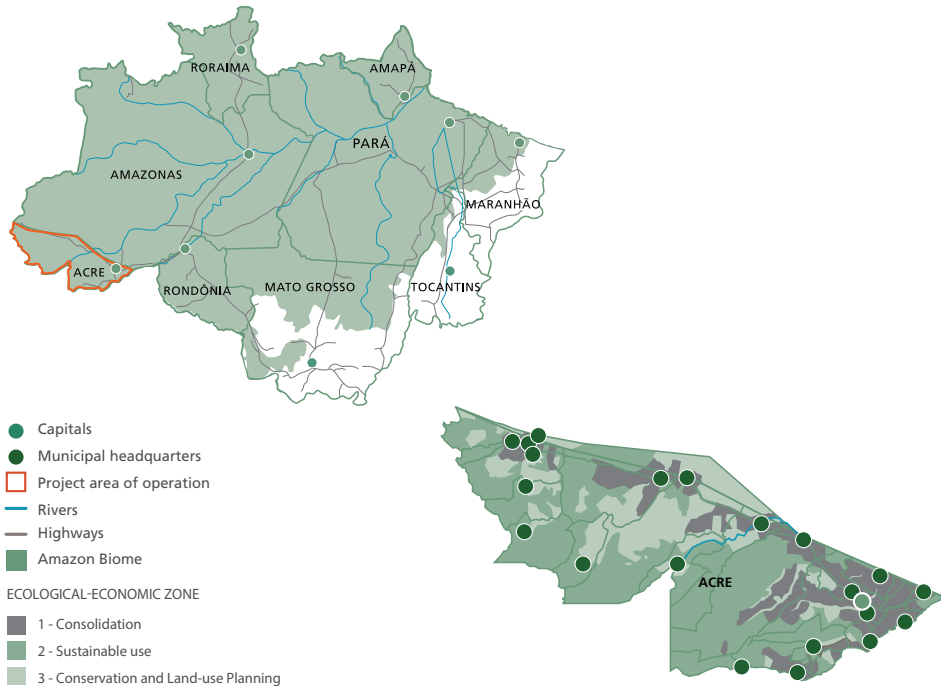 RORAIMA
AMAPÁ
PARÁ
AMAZONAS
MARANHÃO
ACRE
RONDÔNIA
MATO GROSSO
TOCANTINS
Capitals
Municipal headquarters
Project area of operation
Rivers
Highways
Amazon Biome
ECOLOGICAL-ECONOMIC ZONE
1 - Consolidation
2 - Sustainable use
3 - Conservation and Land-use Planning
ACRE